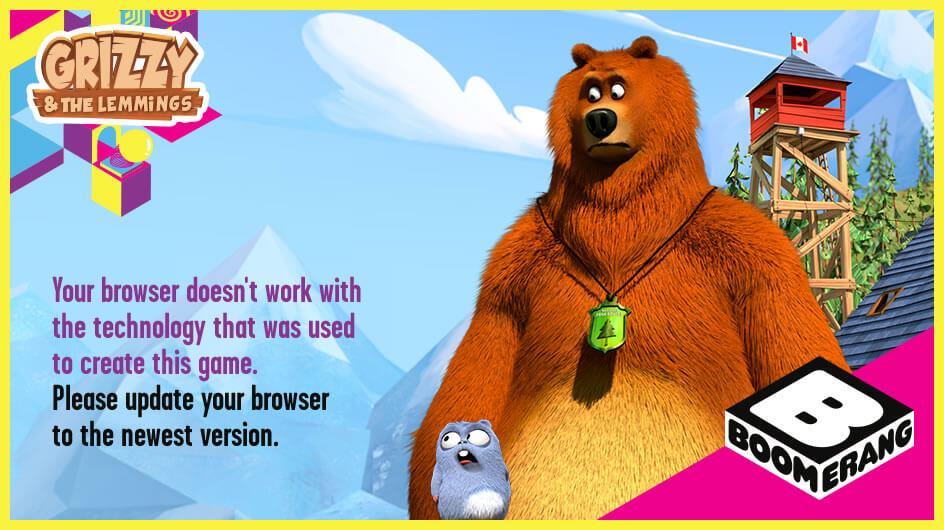 GRIZZY
& THE LEMMINGS
Your browser doesn't work with
the technology that was used
to create this game.
Please update your browser
to the newest version.
BOOMERANG